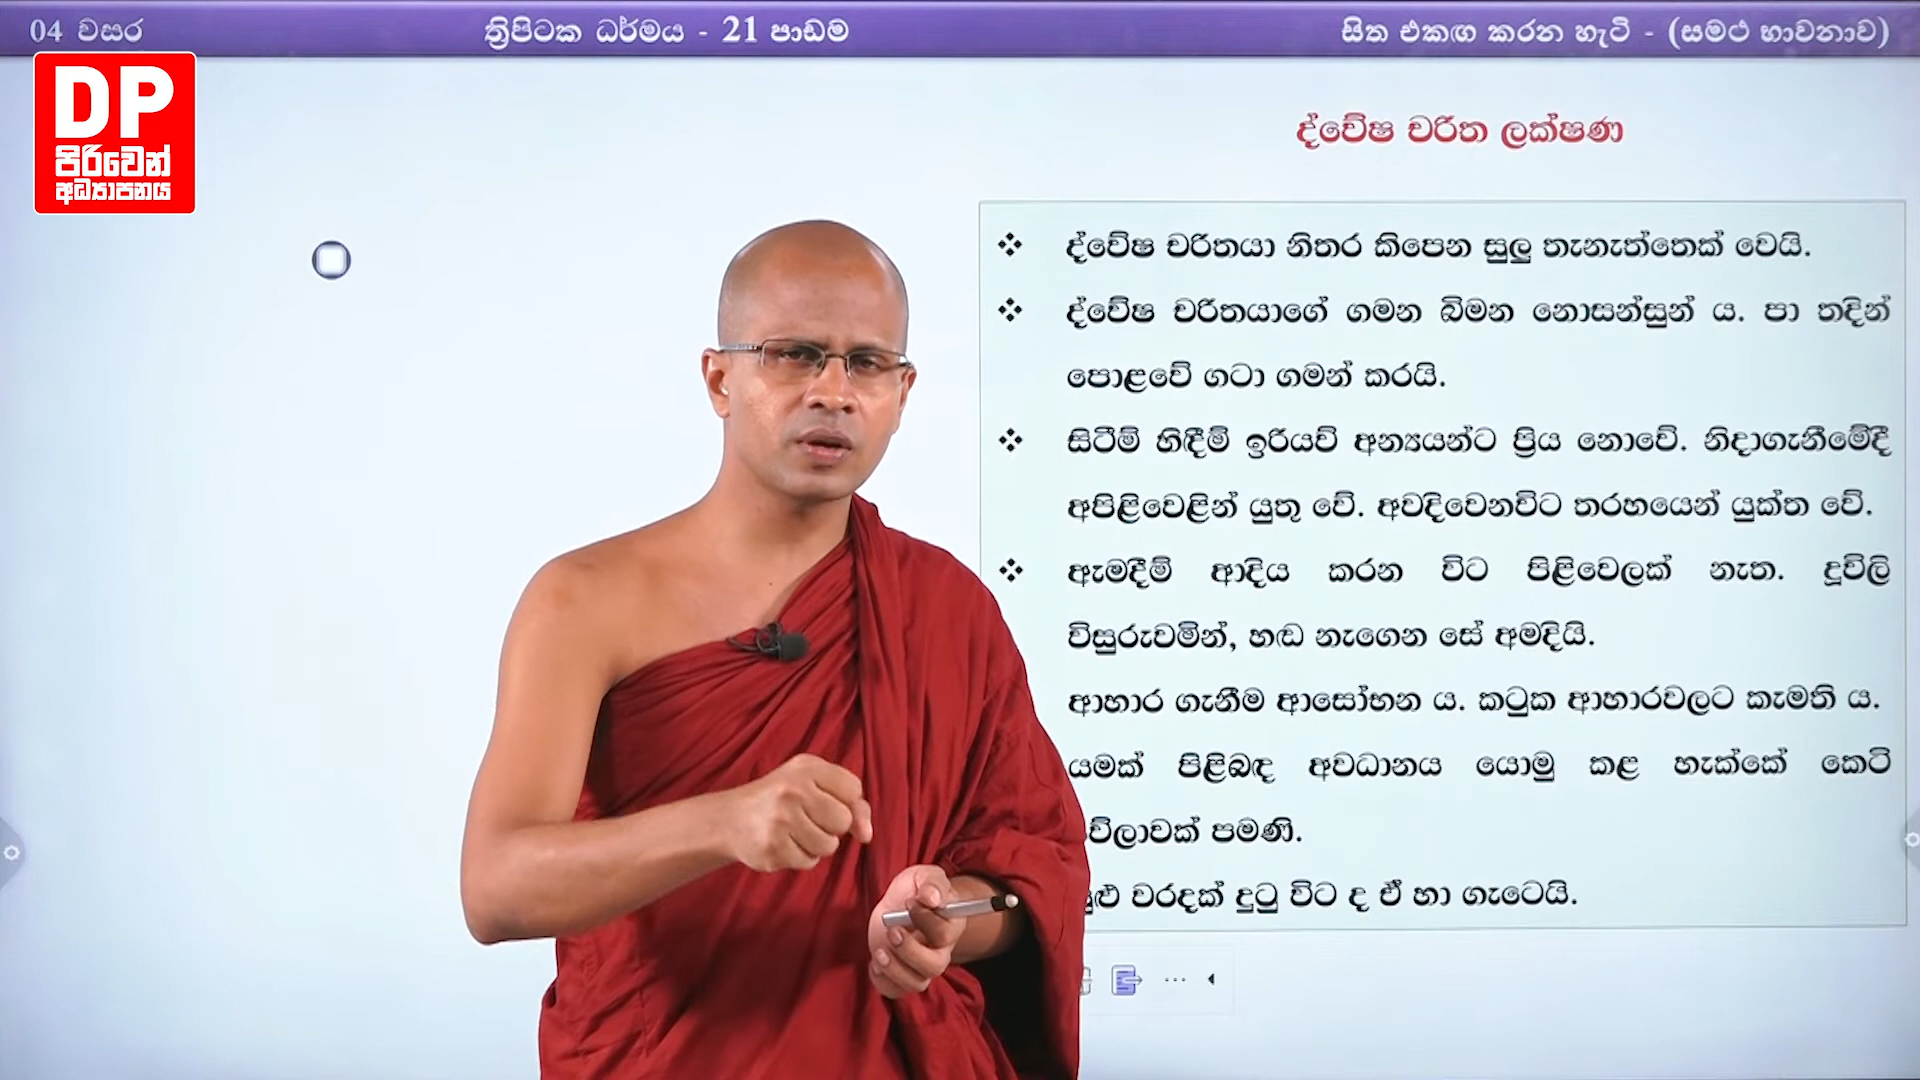 04 වසර
ත්‍රිපිටක ධර්මය - 21 පාඩම
සිත එකඟ කරන හැටි - (සමථ භාවනාව)
DP
පිරිවෙන්
අධ්‍යාපනය
ද්වේෂ චරිත ලක්ෂණ
ද්වේෂ චරිතයා නිතර කිපෙන සුලු තැනැත්තෙක් වෙයි.
ද්වේෂ චරිතයාගේ ගමන බිමන නොසන්සුන් ය. පා තදින්
පොළවේ ගටා ගමන් කරයි.
සිටීම් හිඳීම් ඉරියව් අන්‍යයන්ට ප්‍රිය නොවේ. නිදාගැනීමේදී
අපිළිවෙළින් යුතු වේ. අවදිවෙනවිට තරහයෙන් යුක්ත වේ.
ඇමදීම් ආදිය කරන විට පිළිවෙලක් නැත. දූවිලි
විසුරුවමින්, හඬ නැගෙන සේ අමදියි.
ආහාර ගැනීම ආසෝභන ය. කටුක ආහාරවලට කැමති ය.
යමක් පිළිබඳ අවධානය යොමු කළ හැක්කේ කෙටි
පමණි.
වරදක් දුටු විට ද ඒ හා ගැටෙයි.